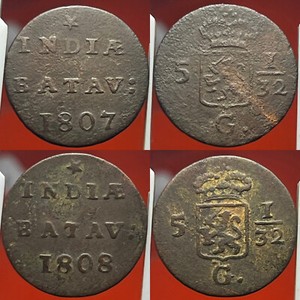 INDIÆ
BATAV:
1807
5 1/32
G.
INDIÆ
BATAV:
1808
5 1/32
G.